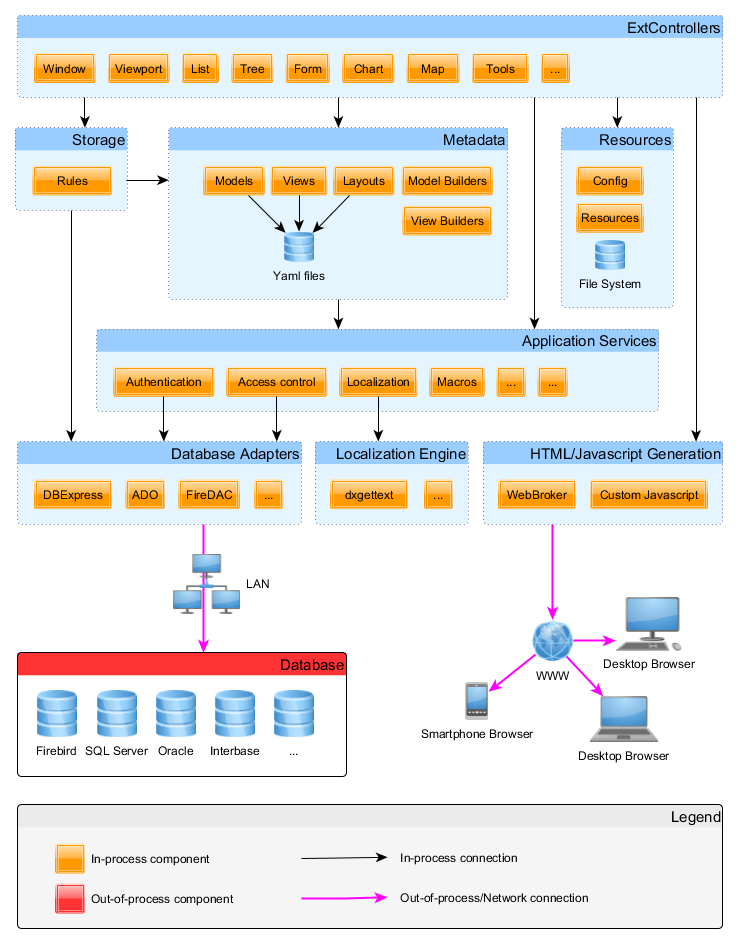 ExtControllers
Window Viewport List Tree Form Chart Map Tools ...
Storage
Rules
Metadata
Models Views Layouts Model Builders
View Builders
Yaml files
Resources
Config
Resources
File System
Application Services
Authentication Access control Localization Macros ... ...
Database Adapters
DBExpress ADO FireDAC ...
Localization Engine
dxgettext ...
HTML/Javascript Generation
WebBroker Custom Javascript
LAN
Database
Firebird SQL Server Oracle Interbase ...
WWW
Desktop Browser
Smartphone Browser
Desktop Browser
Legend
In-process component
In-process connection
Out-of-process component
Out-of-process/Network connection